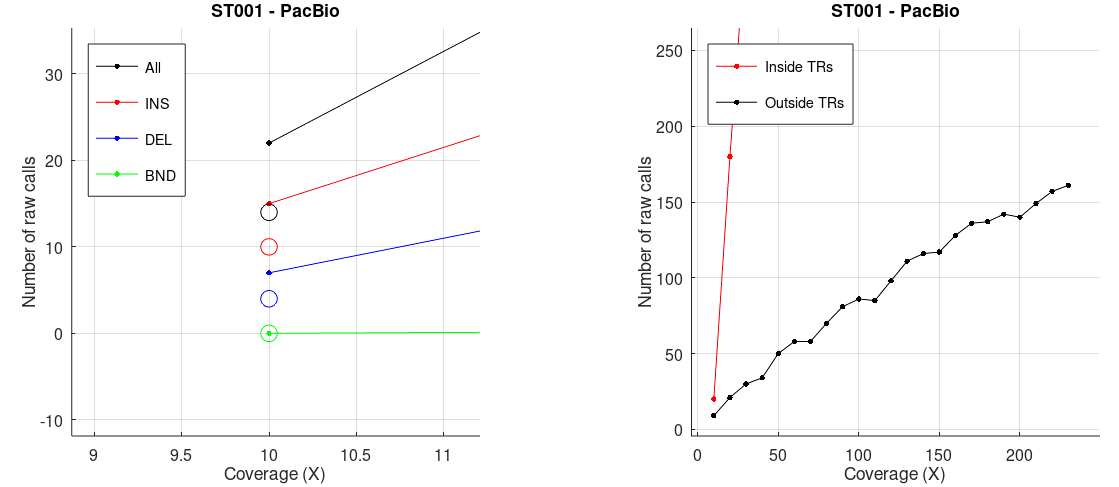 ST001 - PacBio
All
INS
DEL
BND
30
20
10
0
-10
Number of raw calls
9
9.5
10
10.5
11
Coverage (X)
ST001 - PacBio
Inside TRs
Outside TRs
250
200
150
100
50
0
Number of raw calls
0
50
100
150
200
Coverage (X)